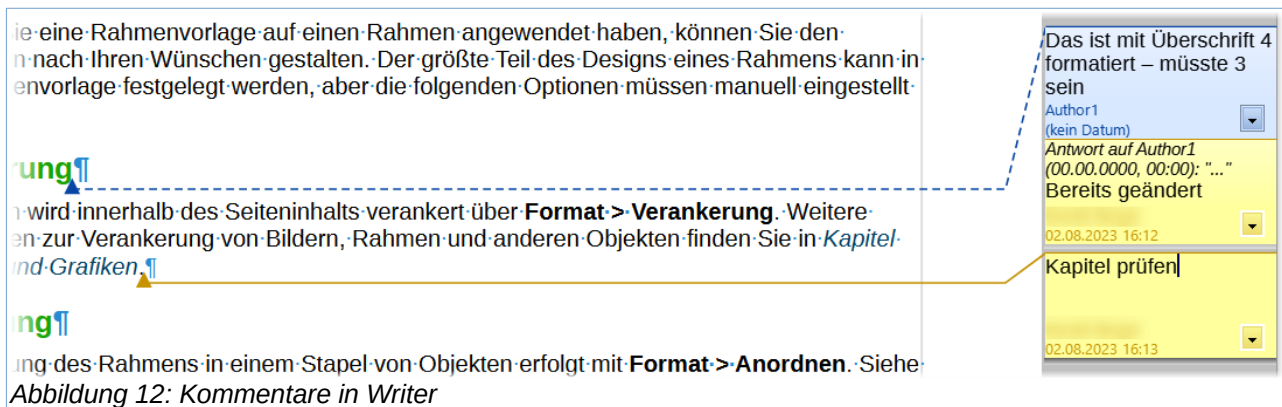 ie eine Rahmenvorlage auf einen Rahmen angewendet haben, können Sie den
n nach Ihren Wünschen gestalten. Der größte Teil des Designs eines Rahmens kann in
envorlage festgelegt werden, aber die folgenden Optionen müssen manuell eingestellt
rung¶
n wird innerhalb des Seiteninhalts verankert über Format > Verankerung. Weitere
en zur Verankerung von Bildern, Rahmen und anderen Objekten finden Sie in Kapitel
und Grafiken.¶
ng¶
ung des Rahmens in einem Stapel von Objekten erfolgt mit Format > Anordnen. Siehe
Das ist mit Überschrift 4
formatiert – müsste 3
sein
Author1
(kein Datum)
Antwort auf Author1
(00.00.0000, 00:00): "..."
Bereits geändert
02.08.2023 16:12
Kapitel prüfen
02.08.2023 16:13
Abbildung 12: Kommentare in Writer